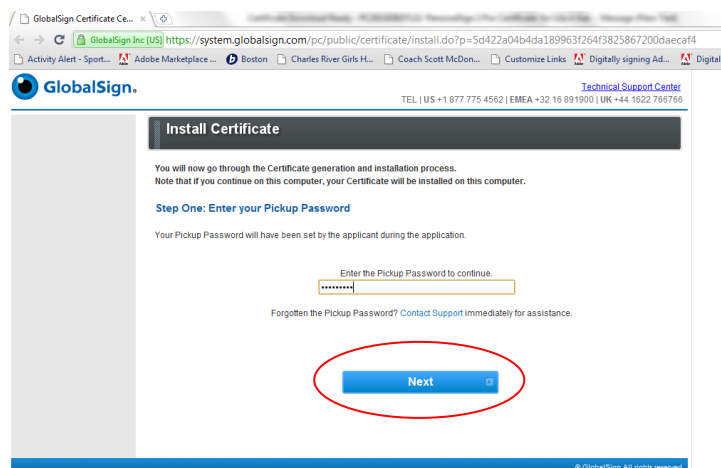 GlobalSign Certificate Ce...
GlobalSign Inc [US] https://system.globalsign.com/pc/public/certificate/install.do?p=5d422a04b4da189963f264f3825867200daecaf4
Activity Alert - Sport... Adobe Marketplace ... Boston Charles River Girls H... Coach Scott McDon... Customize Links Digitally signing Ad... Digital
GlobalSign.
Technical Support Center
TEL | US +1 877 775 4562 | EMEA +32 16 891900 | UK +44 1622 766766
Install Certificate
You will now go through the Certificate generation and installation process.
Note that if you continue on this computer, your Certificate will be installed on this computer.
Step One: Enter your Pickup Password
Your Pickup Password will have been set by the applicant during the application.
Enter the Pickup Password to continue.
•••••••••
Forgotten the Pickup Password? Contact Support immediately for assistance.
Next
© GlobalSign All rights reserved